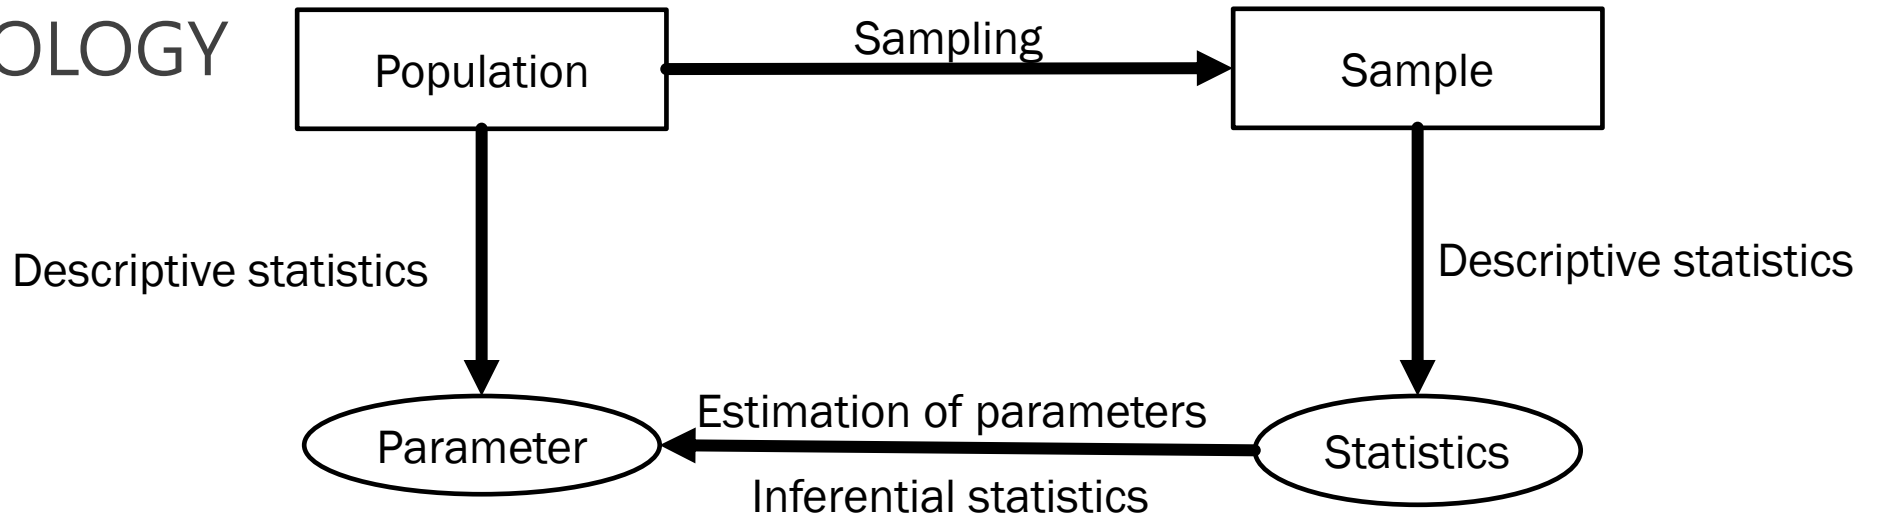 OLOGY
Population
Sampling
Sample
Descriptive statistics
Descriptive statistics
Parameter
Estimation of parameters
Inferential statistics
Statistics